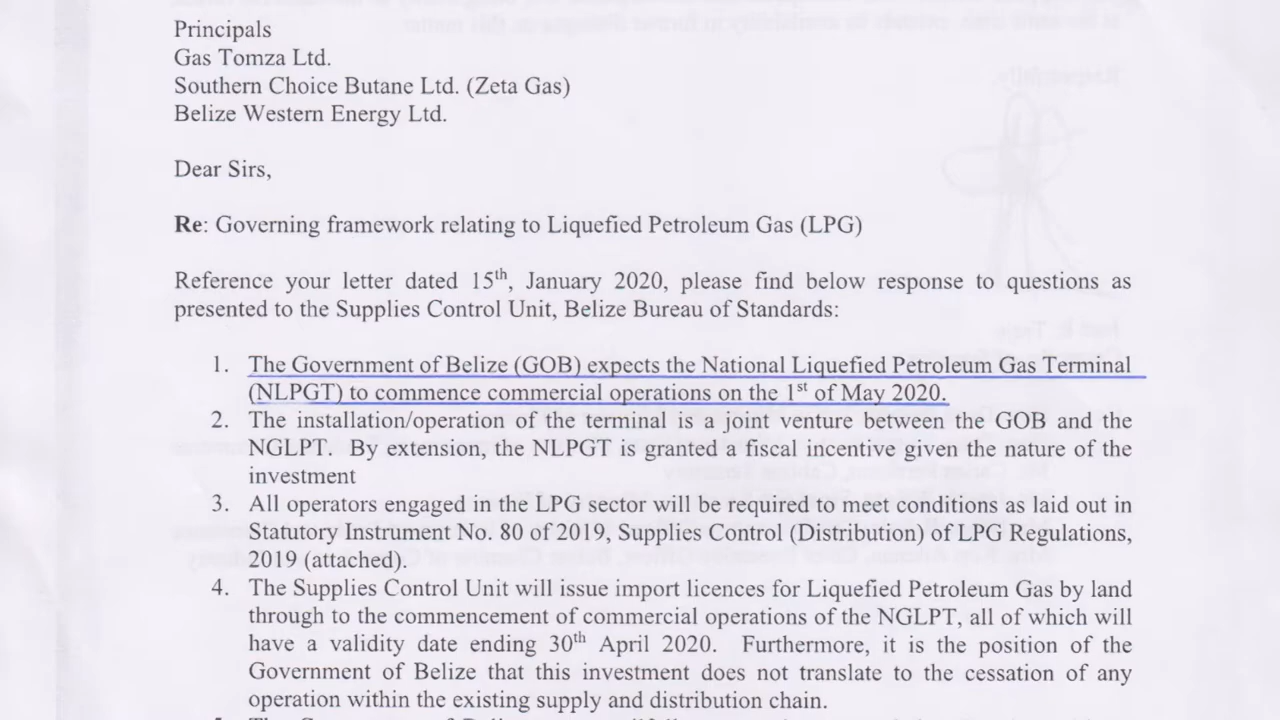 Principals
Gas Tomza Ltd.
Southern Choice Butane Ltd. (Zeta Gas)
Belize Western Energy Ltd.
Dear Sirs,
Re: Governing framework relating to Liquefied Petroleum Gas (LPG)
Reference your letter dated 15th, January 2020, please find below response to questions as
presented to the Supplies Control Unit, Belize Bureau of Standards:
1. The Government of Belize (GOB) expects the National Liquefied Petroleum Gas Terminal
(NLPGT) to commence commercial operations on the 1st of May 2020.
2. The installation/operation of the terminal is a joint venture between the GOB and the
NGLPT. By extension, the NLPGT is granted a fiscal incentive given the nature of the
investment
3. All operators engaged in the LPG sector will be required to meet conditions as laid out in
Statutory Instrument No. 80 of 2019, Supplies Control (Distribution) of LPG Regulations,
2019 (attached).
4. The Supplies Control Unit will issue import licences for Liquefied Petroleum Gas by land
through to the commencement of commercial operations of the NGLPT, all of which will
have a validity date ending 30th April 2020. Furthermore, it is the position of the
Government of Belize that this investment does not translate to the cessation of any
operation within the existing supply and distribution chain.